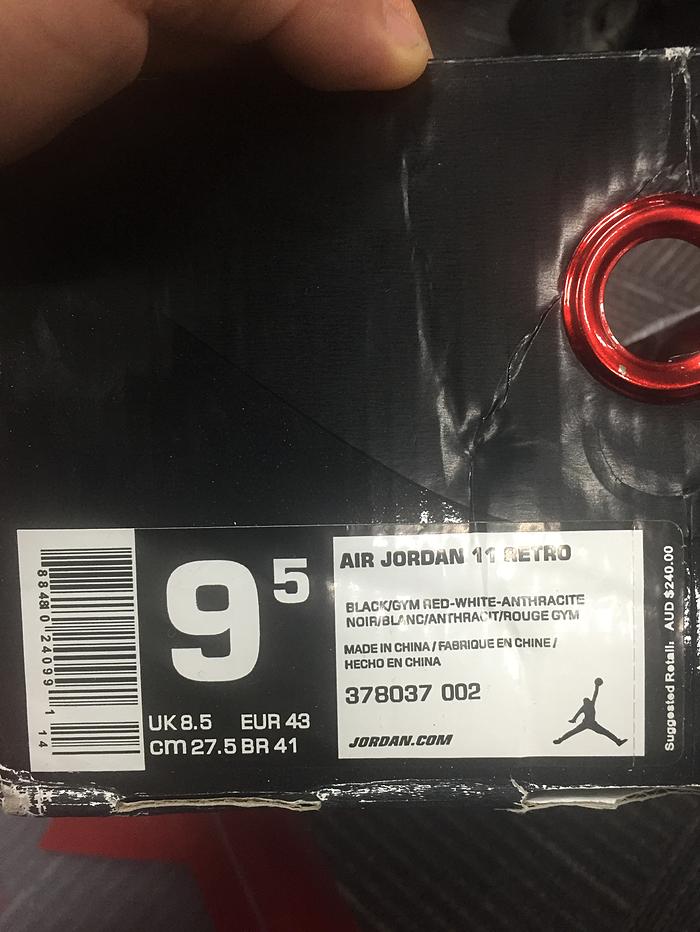 9 5
UK 8.5 EUR 43
cm 27.5 BR 41
AIR JORDAN 11 RETRO
BLACK/GYM RED-WHITE-ANTHRACITE
NOIR/BLANC/ANTHRACIT/ROUGE GYM
MADE IN CHINA / FABRIQUE EN CHINE /
HECHO EN CHINA
378037 002
JORDAN.COM
Suggested Retail: AUD $240.00